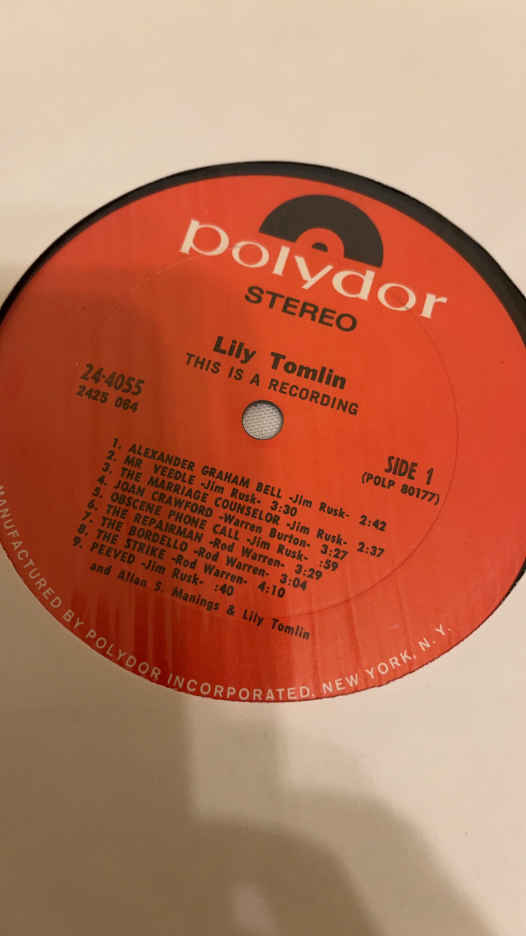 polydor
STEREO
Lily Tomlin
THIS IS A RECORDING
24-4055
2425 064
SIDE 1
(POLP 80177)
1. ALEXANDER GRAHAM BELL -Jim Rusk- 2:42
2. MR VEEDLE -Jim Rusk- 3:30
3. THE MARRIAGE COUNSELOR -Jim Rusk- 2:37
4. JOAN CRAWFORD -Warren Burton- 3:27
5. OBSCENE PHONE CALL -Jim Rusk- :59
6. THE REPAIRMAN -Rod Warren- 3:29
7. THE BORDELLO -Rod Warren- 3:04
8. THE STRIKE -Rod Warren- 4:10
9. PEEVED -Jim Rusk- :40
and Allan S. Manings & Lily Tomlin
MANUFACTURED BY POLYDOR INCORPORATED, NEW YORK, N.Y.